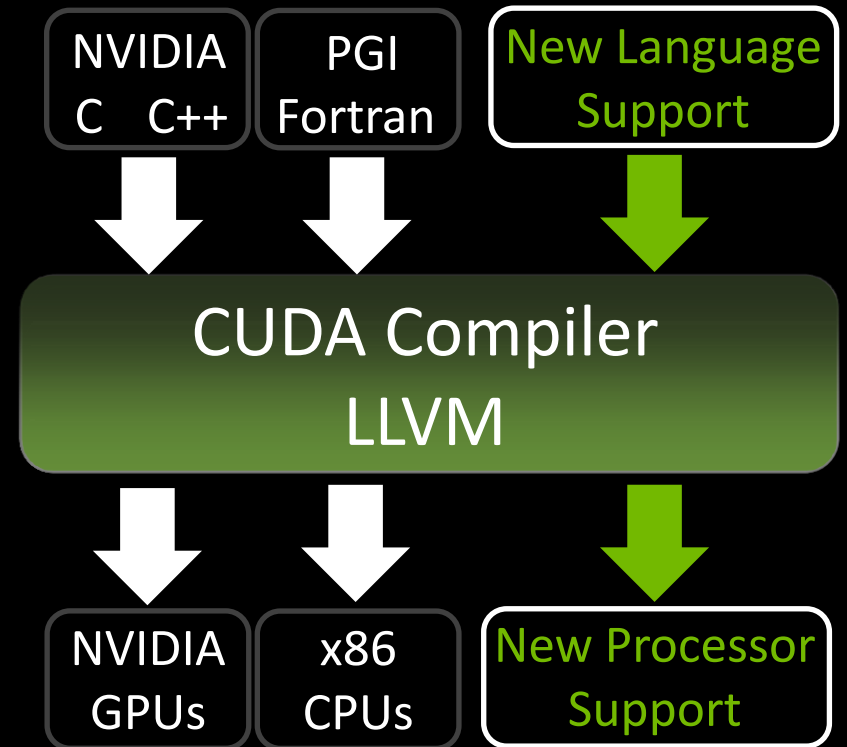 NVIDIA
C C++
PGI
Fortran
New Language
Support
CUDA Compiler
LLVM
NVIDIA
GPUs
x86
CPUs
New Processor
Support